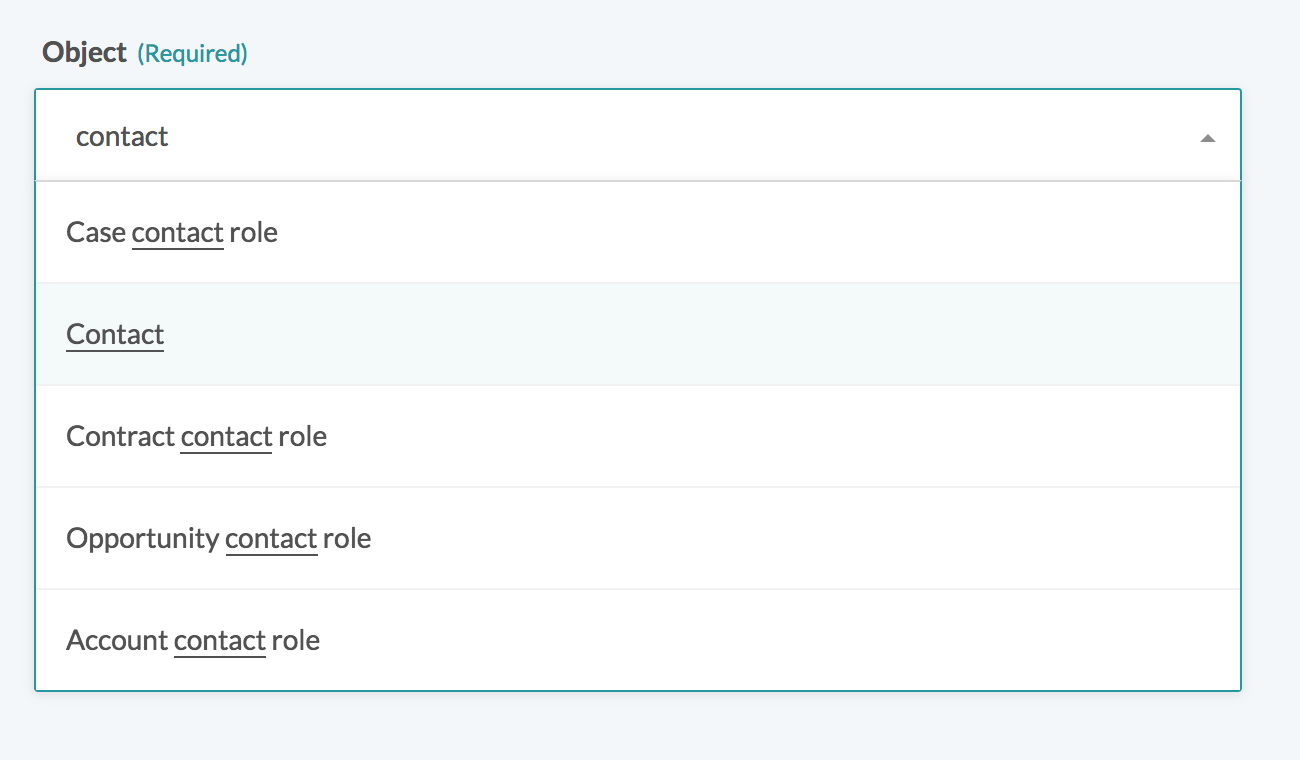 Object (Required)
contact
Case contact role
Contact
Contract contact role
Opportunity contact role
Account contact role